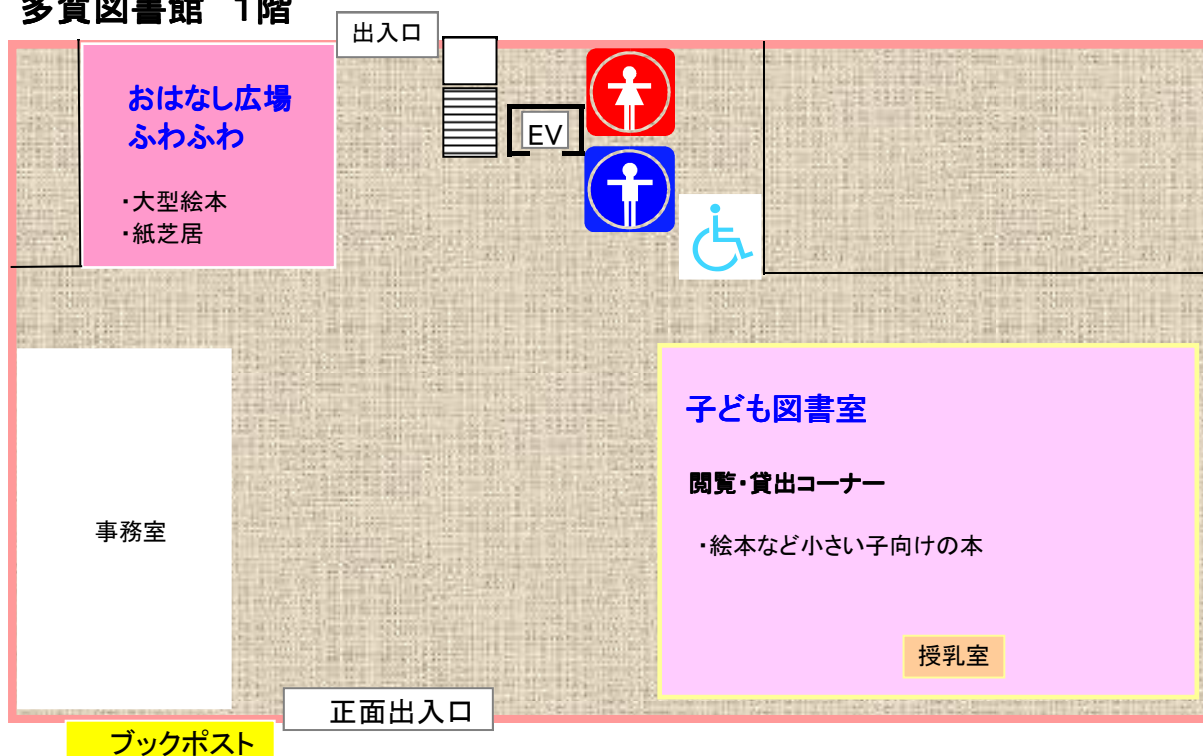 多賀図書館 1階
出入口
おはなし広場
ふわふわ
・大型絵本
・紙芝居
EV
子ども図書室
閲覧・貸出コーナー
・絵本など小さい子向けの本
事務室
授乳室
正面出入口
ブックポスト